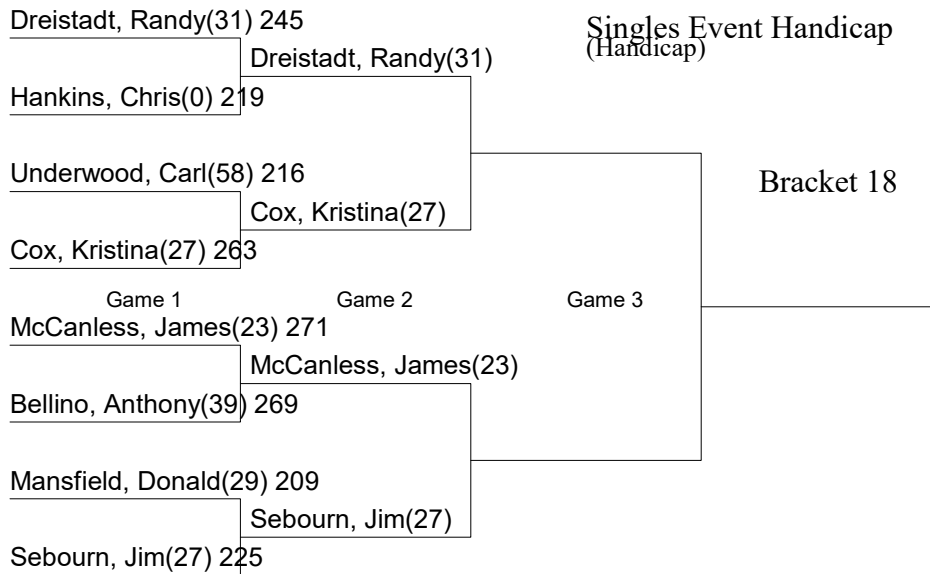 Dreistadt, Randy(31) 245
Singles Event Handicap
(Handicap)
Dreistadt, Randy(31)
Hankins, Chris(0) 219
Underwood, Carl(58) 216
Bracket 18
Cox, Kristina(27)
Cox, Kristina(27) 263
Game 1
Game 2
Game 3
McCanless, James(23) 271
McCanless, James(23)
Bellino, Anthony(39) 269
Mansfield, Donald(29) 209
Sebourn, Jim(27)
Sebourn, Jim(27) 225